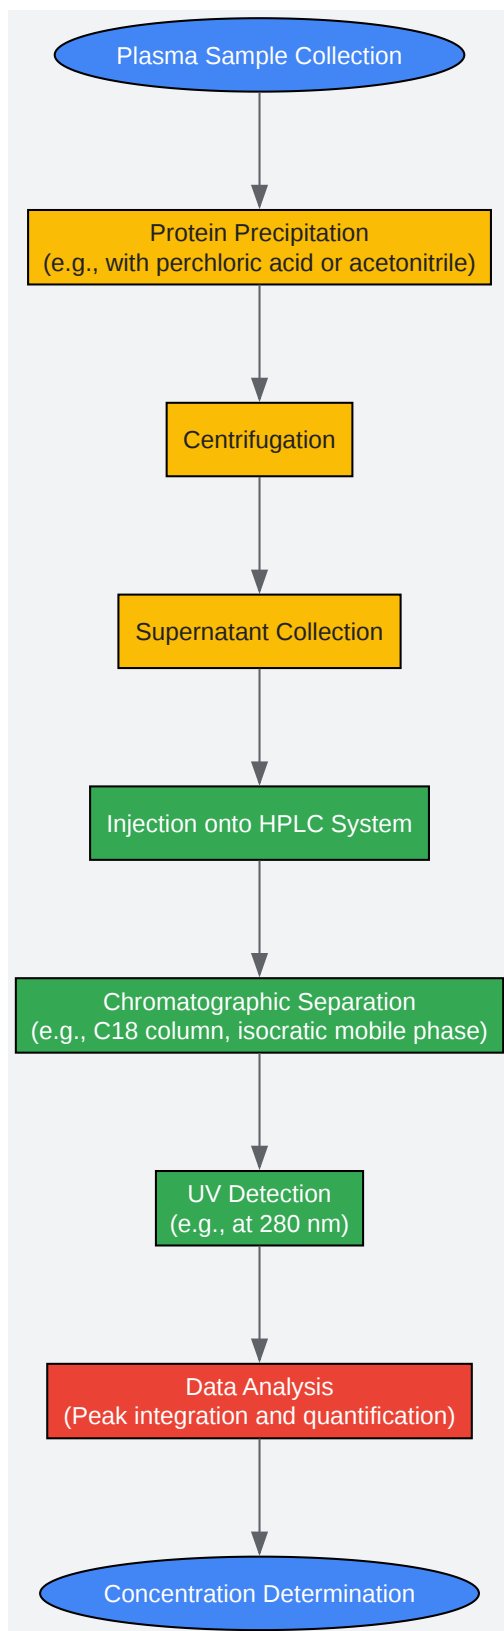 Plasma Sample Collection
Protein Precipitation
(e.g., with perchloric acid or acetonitrile)
Centrifugation
Supernatant Collection
Injection onto HPLC System
Chromatographic Separation
(e.g., C18 column, isocratic mobile phase)
UV Detection
(e.g., at 280 nm)
Data Analysis
(Peak integration and quantification)
Concentration Determination